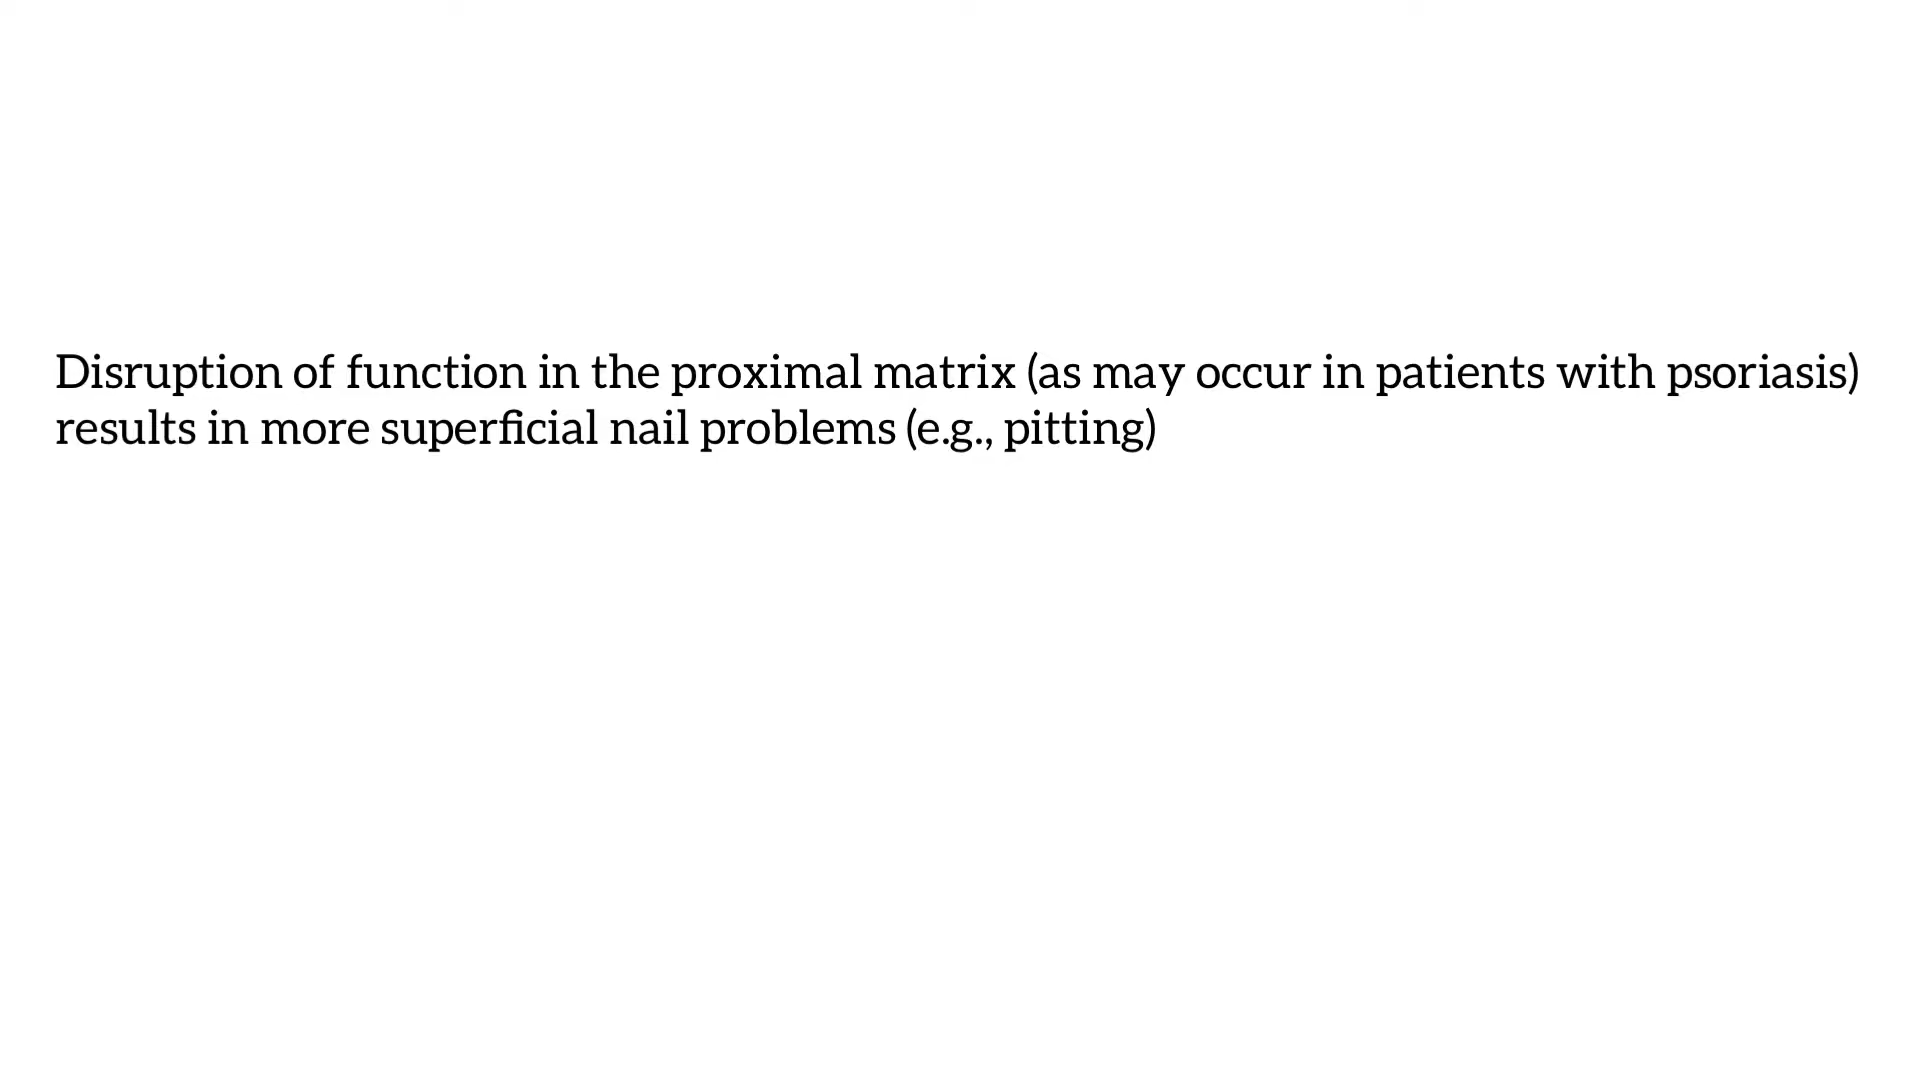 Disruption of function in the proximal matrix (as may occur in patients with psoriasis)
results in more superficial nail problems (e.g., pitting)